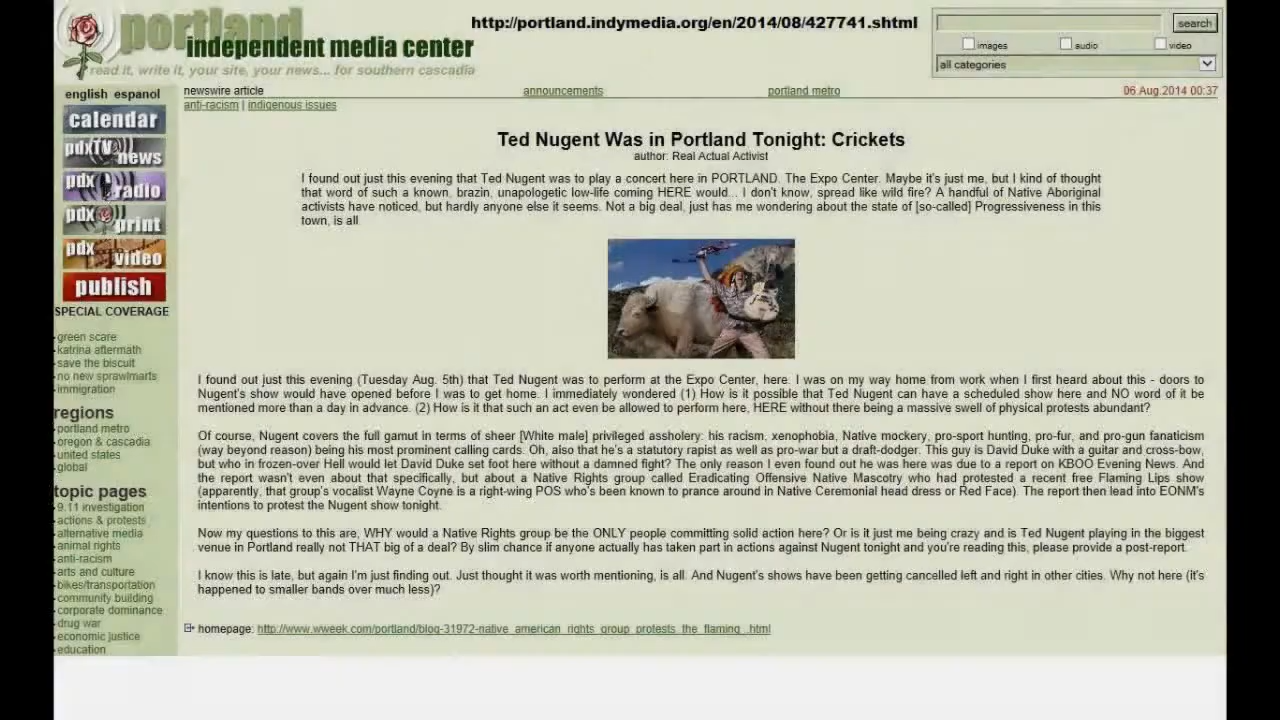 portland
http://portland.indymedia.org/en/2014/08/427741.shtml
search
independent media center
images
audio
video
read it, write it, your site, your news... for southern cascadia
all categories
english espanol
newswire article
announcements
portland metro
06.Aug.2014 00:37
anti-racism | indigenous issues
calendar
pdxTV news
pdx radio
pdx print
pdx video
publish
SPECIAL COVERAGE
green scare
katrina aftermath
save the biscuit
no new sprawlmarts
immigration
regions
portland metro
oregon & cascadia
united states
global
topic pages
9.11 investigation
actions & protests
alternative media
animal rights
anti-racism
arts and culture
bikes/transportation
community building
corporate dominance
drug war
economic justice
education
Ted Nugent Was in Portland Tonight: Crickets
author: Real Actual Activist
I found out just this evening that Ted Nugent was to play a concert here in PORTLAND. The Expo Center. Maybe it's just me, but I kind of thought
that word of such a known, brazin, unapologetic low-life coming HERE would... I don't know, spread like wild fire? A handful of Native Aboriginal
activists have noticed, but hardly anyone else it seems. Not a big deal, just has me wondering about the state of [so-called] Progressiveness in this
town, is all
I found out just this evening (Tuesday Aug. 5th) that Ted Nugent was to perform at the Expo Center, here. I was on my way home from work when I first heard about this - doors to
Nugent's show would have opened before I was to get home. I immediately wondered (1) How is it possible that Ted Nugent can have a scheduled show here and NO word of it be
mentioned more than a day in advance. (2) How is it that such an act even be allowed to perform here, HERE without there being a massive swell of physical protests abundant?
Of course, Nugent covers the full gamut in terms of sheer [White male] privileged assholery: his racism, xenophobia, Native mockery, pro-sport hunting, pro-fur, and pro-gun fanaticism
(way beyond reason) being his most prominent calling cards. Oh, also that he's a statutory rapist as well as pro-war but a draft-dodger. This guy is David Duke with a guitar and cross-bow,
but who in frozen-over Hell would let David Duke set foot here without a damned fight? The only reason I even found out he was here was due to a report on KBOO Evening News. And
the report wasn't even about that specifically, but about a Native Rights group called Eradicating Offensive Native Mascotry who had protested a recent free Flaming Lips show
(apparently, that group's vocalist Wayne Coyne is a right-wing POS who's been known to prance around in Native Ceremonial head dress or Red Face). The report then lead into EONM's
intentions to protest the Nugent show tonight.
Now my questions to this are, WHY would a Native Rights group be the ONLY people committing solid action here? Or is it just me being crazy and is Ted Nugent playing in the biggest
venue in Portland really not THAT big of a deal? By slim chance if anyone actually has taken part in actions against Nugent tonight and you're reading this, please provide a post-report.
I know this is late, but again I'm just finding out. Just thought it was worth mentioning, is all. And Nugent's shows have been getting cancelled left and right in other cities. Why not here (it's
happened to smaller bands over much less)?
homepage: http://www.wweek.com/portland/blog-31972-native_american_rights_group_protests_the_flaming_.html